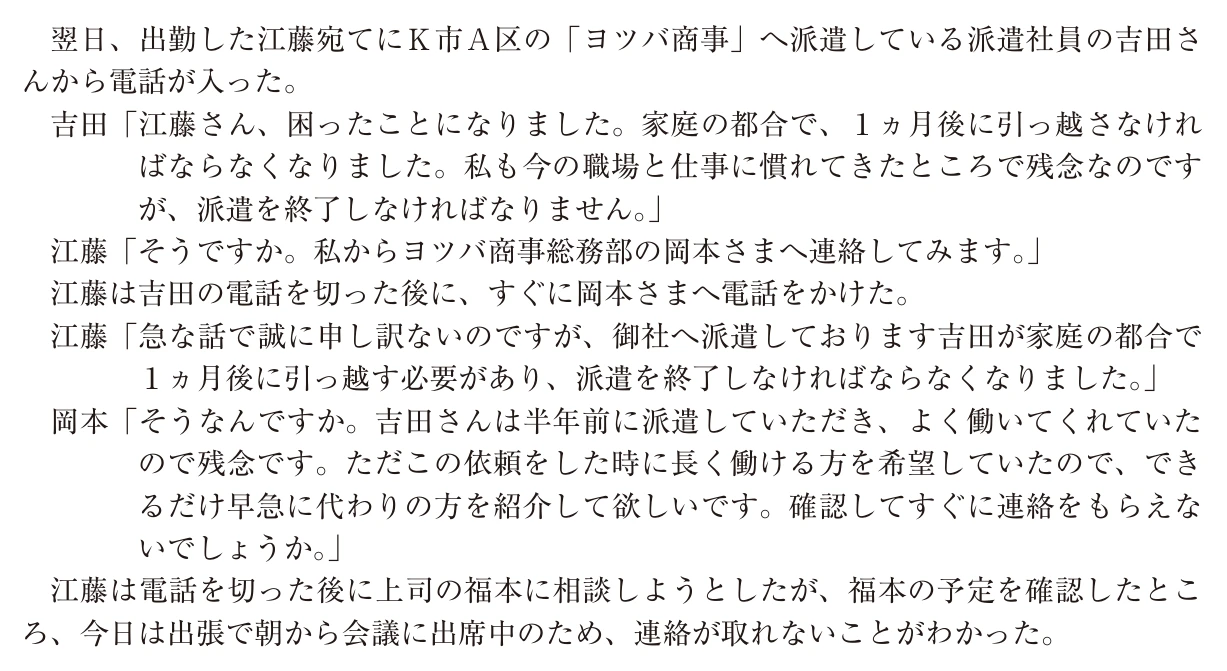 翌日、出勤した江藤宛てにＫ市Ａ区の「ヨツバ商事」へ派遣している派遣社員の吉田さ
んから電話が入った。
吉田「江藤さん、困ったことになりました。家庭の都合で、１ヵ月後に引っ越さなけれ
ばならなくなりました。私も今の職場と仕事に慣れてきたところで残念なのです
が、派遣を終了しなければなりません。」
江藤「そうですか。私からヨツバ商事総務部の岡本さまへ連絡してみます。」
江藤は吉田の電話を切った後に、すぐに岡本さまへ電話をかけた。
江藤「急な話で誠に申し訳ないのですが、御社へ派遣しております吉田が家庭の都合で
１ヵ月後に引っ越す必要があり、派遣を終了しなければならなくなりました。」
岡本「そうなんですか。吉田さんは半年前に派遣していただき、よく働いてくれていた
ので残念です。ただこの依頼をした時に長く働ける方を希望していたので、でき
るだけ早急に代わりの方を紹介して欲しいです。確認してすぐに連絡をもらえな
いでしょうか。」
江藤は電話を切った後に上司の福本に相談しようとしたが、福本の予定を確認したとこ
ろ、今日は出張で朝から会議に出席中のため、連絡が取れないことがわかった。